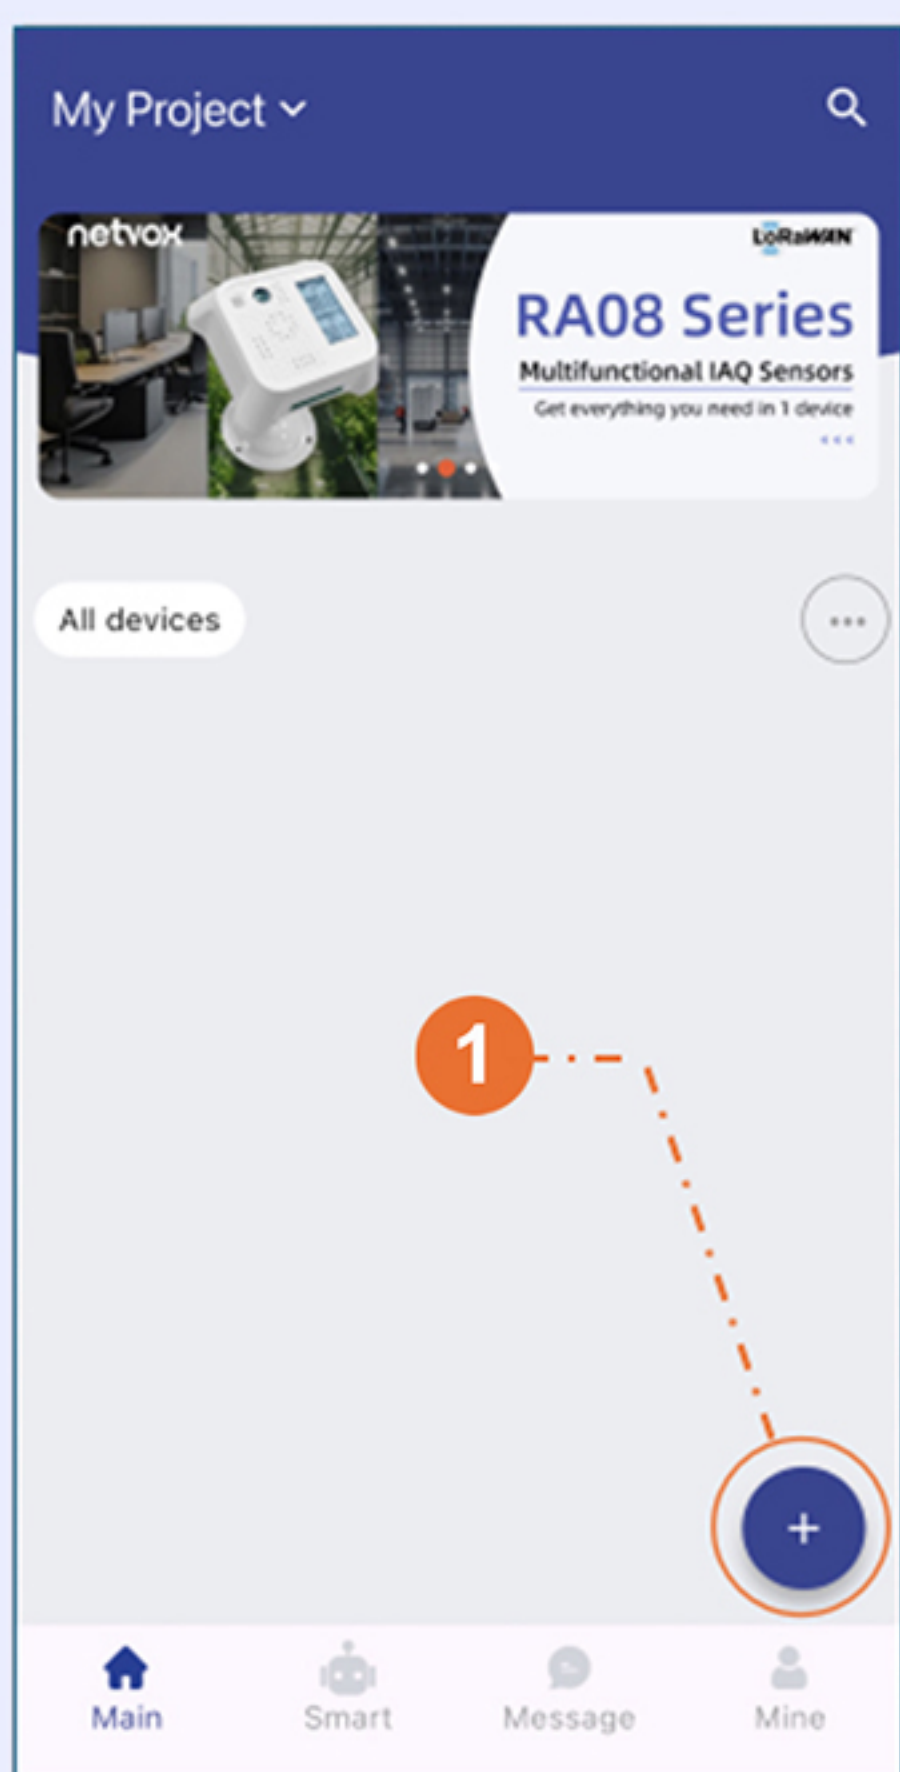 My Project
netvox
LoRaWAN
RA08 Series
Multifunctional IAQ Sensors
Get everything you need in 1 device
All devices
1
Main
Smart
Message
Mine